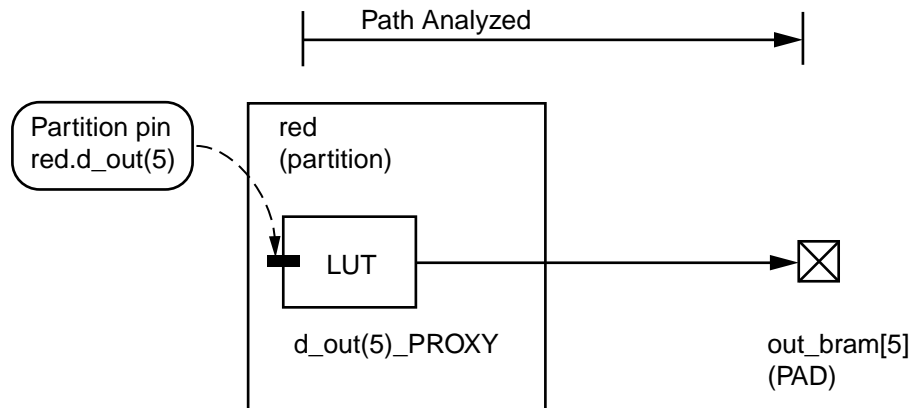 Path Analyzed
Partition pin
red.d_out(5)
red
(partition)
LUT
d_out(5)_PROXY
out_bram[5]
(PAD)